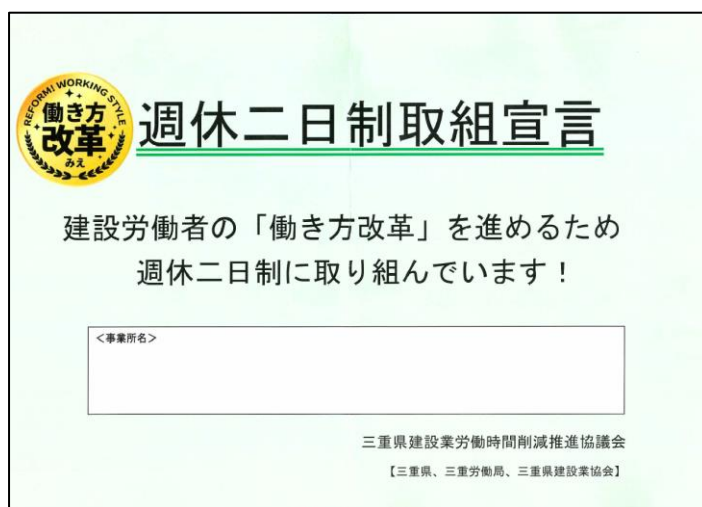 REFORM! WORKING STYLE
働き方
改革
みえ
週休二日制取組宣言
建設労働者の「働き方改革」を進めるため
週休二日制に取り組んでいます！
＜事業所名＞
三重県建設業労働時間削減推進協議会
【三重県、三重労働局、三重県建設業協会】